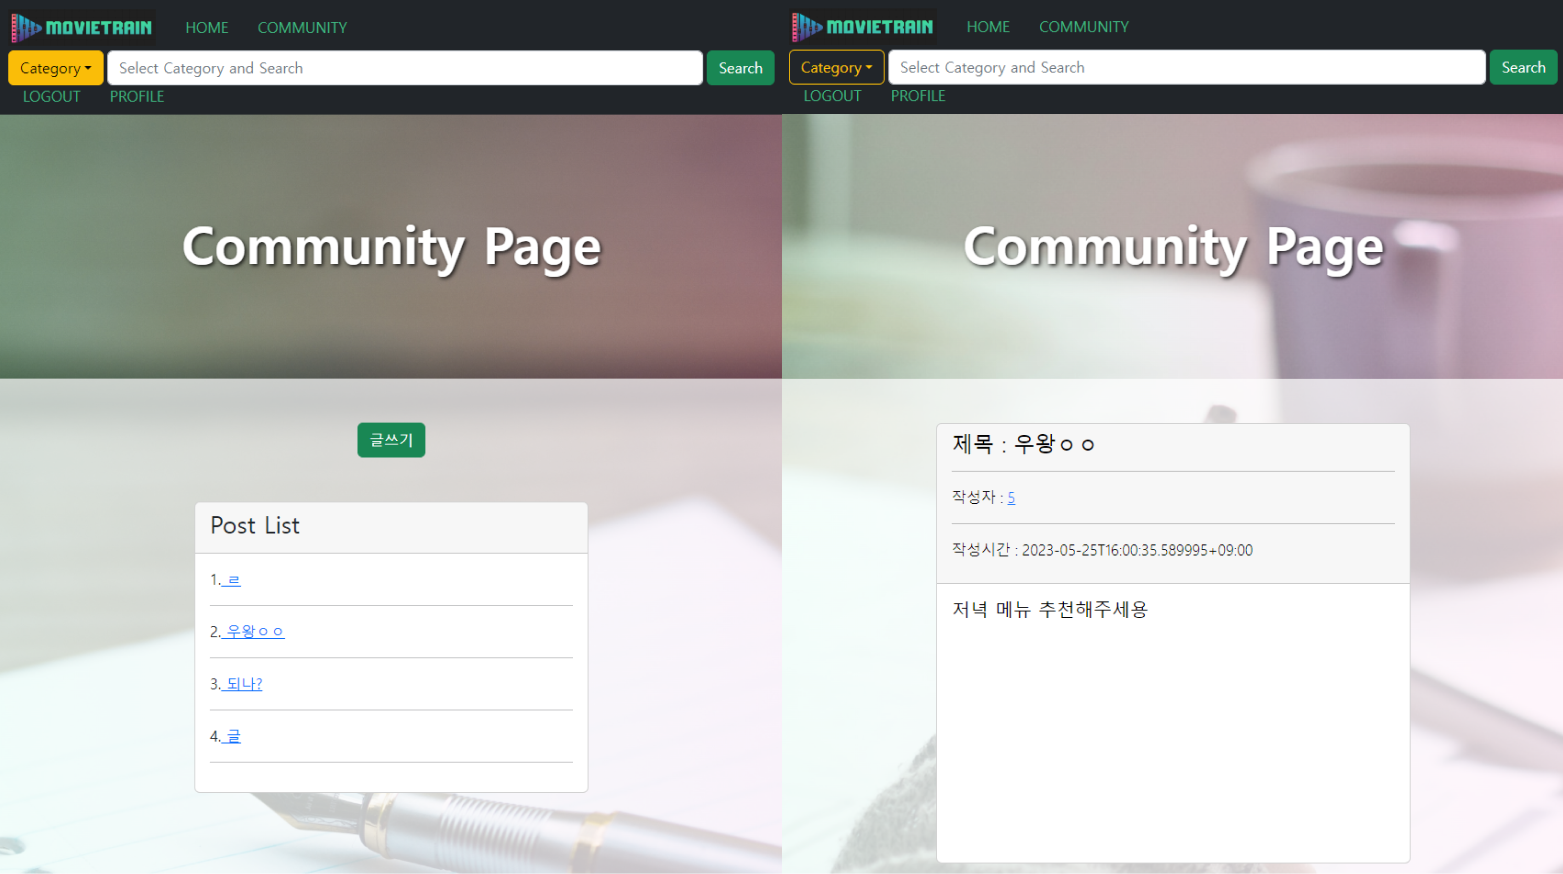 MOVIETRAIN HOME COMMUNITY
Category Select Category and Search Search
LOGOUT PROFILE
Community Page
글쓰기
Post List
1. ㄹ
2. 우왕ㅇㅇ
3. 되나?
4. 글
MOVIETRAIN HOME COMMUNITY
Category Select Category and Search Search
LOGOUT PROFILE
Community Page
제목 : 우왕ㅇㅇ
작성자 : 5
작성시간 : 2023-05-25T16:00:35.589995+09:00
저녁 메뉴 추천해주세용